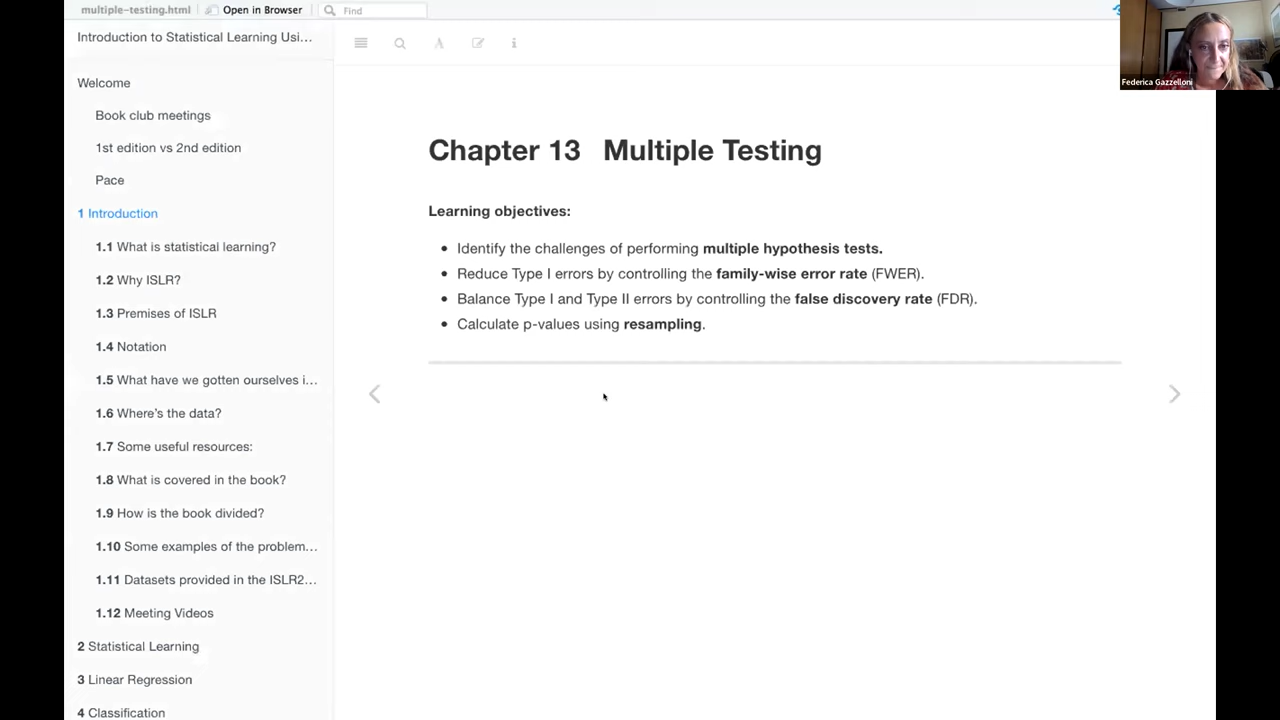 multiple-testing.html
Open in Browser
Find
Introduction to Statistical Learning Usi...
Welcome
Book club meetings
1st edition vs 2nd edition
Pace
1 Introduction
1.1 What is statistical learning?
1.2 Why ISLR?
1.3 Premises of ISLR
1.4 Notation
1.5 What have we gotten ourselves i...
1.6 Where's the data?
1.7 Some useful resources:
1.8 What is covered in the book?
1.9 How is the book divided?
1.10 Some examples of the problem...
1.11 Datasets provided in the ISLR2...
1.12 Meeting Videos
2 Statistical Learning
3 Linear Regression
4 Classification
Chapter 13 Multiple Testing
Learning objectives:
Identify the challenges of performing multiple hypothesis tests.
Reduce Type I errors by controlling the family-wise error rate (FWER).
Balance Type I and Type II errors by controlling the false discovery rate (FDR).
Calculate p-values using resampling.
Federica Gazzelloni